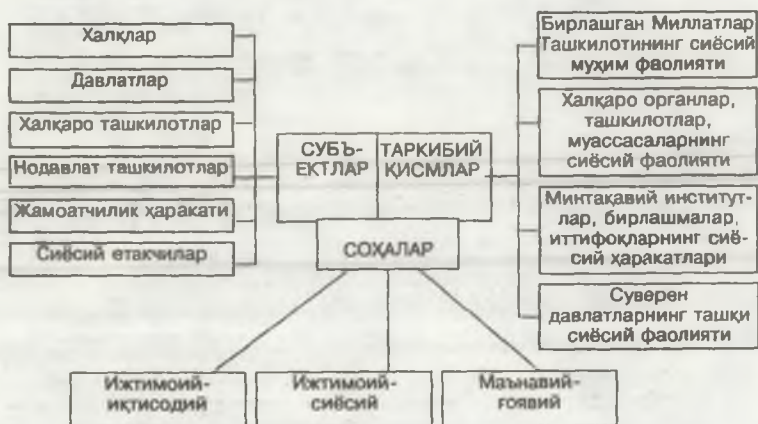 Халқлар
Давлатлар
Халқаро ташкилотлар
Нодавлат ташкилотлар
Жамоатчилик ҳаракати
Сиёсий етакчилар
СУБЪ-
ЕКТЛАР
ТАРКИБИЙ
ҚИСМЛАР
СОҲАЛАР
Бирлашган Миллатлар
Ташкилотининг сиёсий
муҳим фаолияти
Халқаро органлар,
ташкилотлар,
муассасаларнинг
сиёсий фаолияти
Минтақавий институт-
лар, бирлашмалар,
иттифоқларнинг сиё-
сий ҳаракатлари
Суверен
давлатларнинг ташқи
сиёсий фаолияти
Ижтимоий-
иқтисодий
Ижтимоий-
сиёсий
Маънавий-
ғоявий